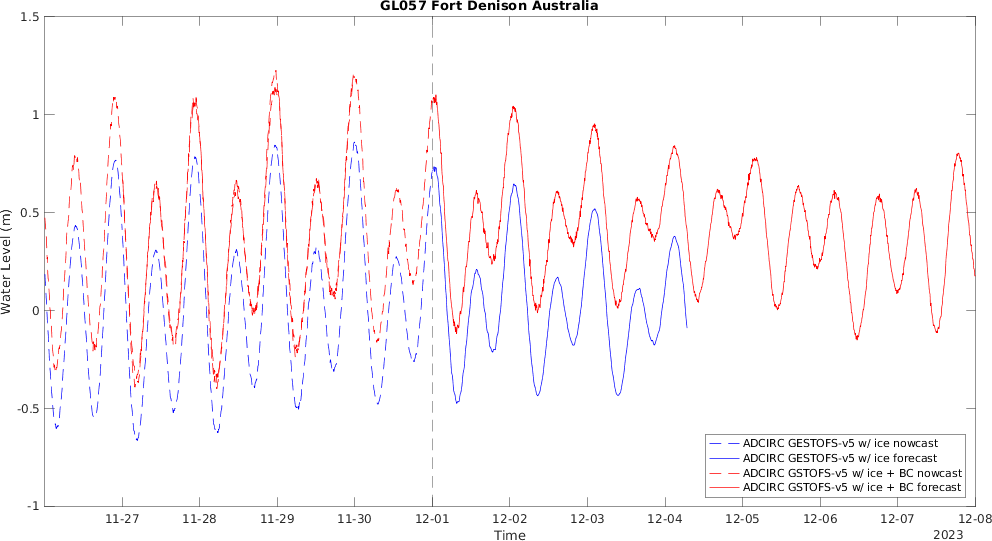 GL057 Fort Denison Australia
1.5
1
0.5
0
-0.5
-1
Water Level (m)
11-27
11-28
11-29
11-30
12-01
12-02
12-03
12-04
12-05
12-06
12-07
12-08
Time
2023
ADCIRC GESTOFS-v5 w/ ice nowcast
ADCIRC GESTOFS-v5 w/ ice forecast
ADCIRC GSTOFS-v5 w/ ice + BC nowcast
ADCIRC GSTOFS-v5 w/ ice + BC forecast